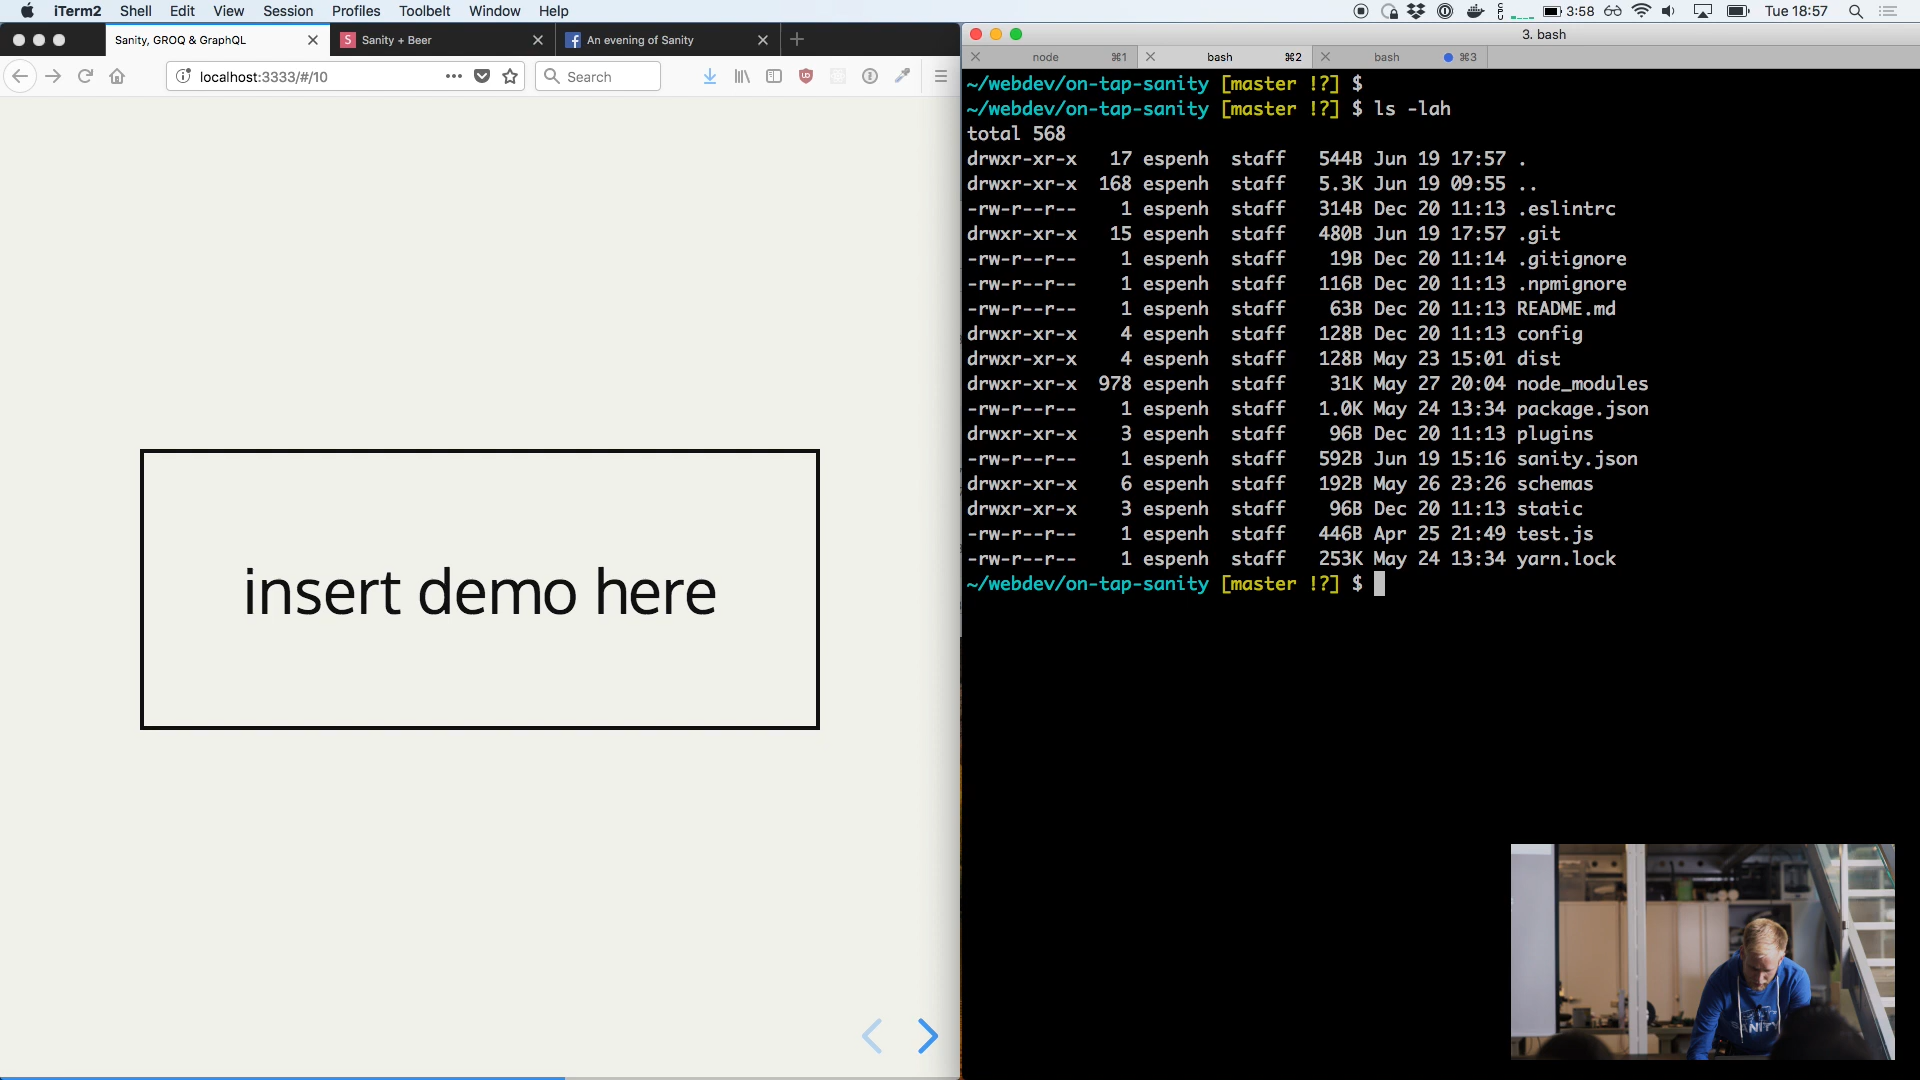 iTerm2 Shell Edit View Session Profiles Toolbelt Window Help
3:58 Tue 18:57
Sanity, GROQ & GraphQL
S Sanity + Beer
An evening of Sanity
localhost:3333/#/10
Search
insert demo here
3. bash
node ⌘1
bash ⌘2
bash ⌘3
~/webdev/on-tap-sanity [master !?] $
~/webdev/on-tap-sanity [master !?] $ ls -lah
total 568
drwxr-xr-x 17 espenh staff 544B Jun 19 17:57 .
drwxr-xr-x 168 espenh staff 5.3K Jun 19 09:55 ..
-rw-r--r-- 1 espenh staff 314B Dec 20 11:13 .eslintrc
drwxr-xr-x 15 espenh staff 480B Jun 19 17:57 .git
-rw-r--r-- 1 espenh staff 19B Dec 20 11:14 .gitignore
-rw-r--r-- 1 espenh staff 116B Dec 20 11:13 .npmignore
-rw-r--r-- 1 espenh staff 63B Dec 20 11:13 README.md
drwxr-xr-x 4 espenh staff 128B Dec 20 11:13 config
drwxr-xr-x 4 espenh staff 128B May 23 15:01 dist
drwxr-xr-x 978 espenh staff 31K May 27 20:04 node_modules
-rw-r--r-- 1 espenh staff 1.0K May 24 13:34 package.json
drwxr-xr-x 3 espenh staff 96B Dec 20 11:13 plugins
-rw-r--r-- 1 espenh staff 592B Jun 19 15:16 sanity.json
drwxr-xr-x 6 espenh staff 192B May 26 23:26 schemas
drwxr-xr-x 3 espenh staff 96B Dec 20 11:13 static
-rw-r--r-- 1 espenh staff 446B Apr 25 21:49 test.js
-rw-r--r-- 1 espenh staff 253K May 24 13:34 yarn.lock
~/webdev/on-tap-sanity [master !?] $